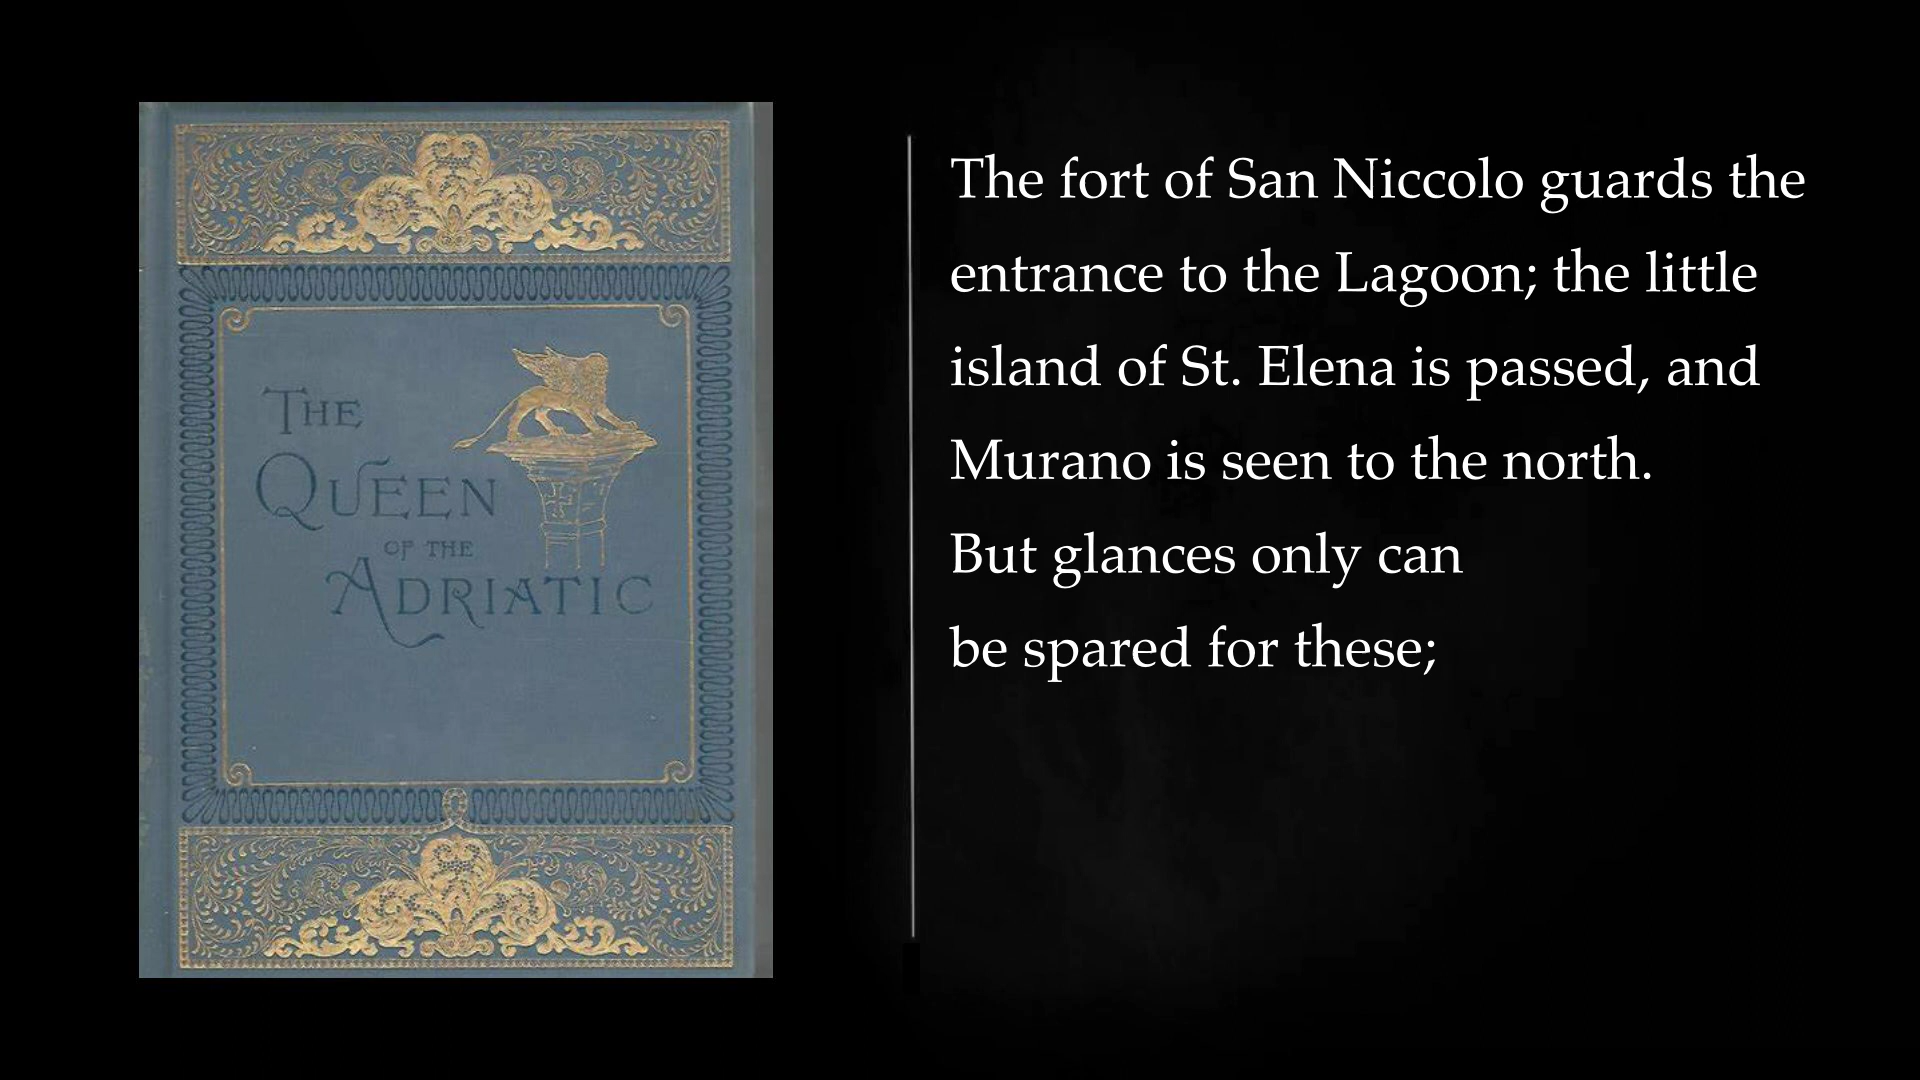 THE
QUEEN
OF THE
ADRIATIC
The fort of San Niccolo guards the
entrance to the Lagoon; the little
island of St. Elena is passed, and
Murano is seen to the north.
But glances only can
be spared for these;